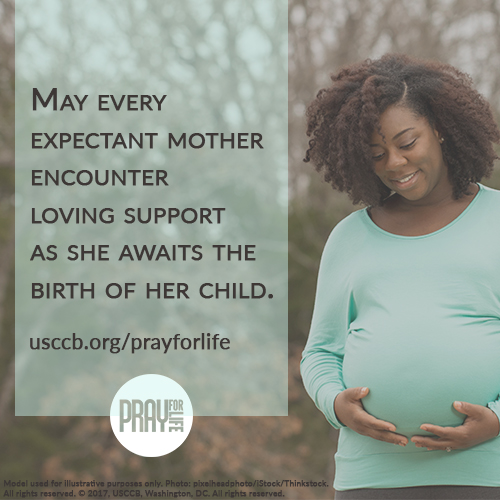 May every
expectant mother
encounter
loving support
as she awaits the
birth of her child.
usccb.org/prayforlife
PRAY FOR LIFE
Model used for illustrative purposes only. Photo: pixelheadphoto/iStock/Thinkstock.
All rights reserved. © 2017, USCCB, Washington, DC. All rights reserved.